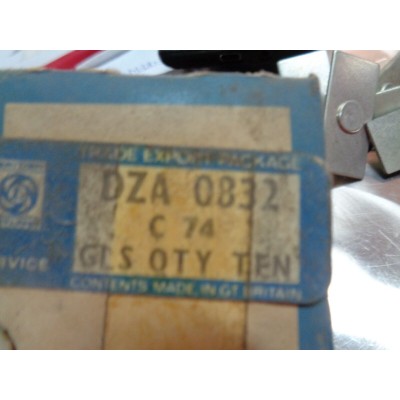 TRADE EXPORT PACKAGE
DZA 0832
C 74
GLS QTY TEN
CONTENTS MADE IN GT. BRITAIN